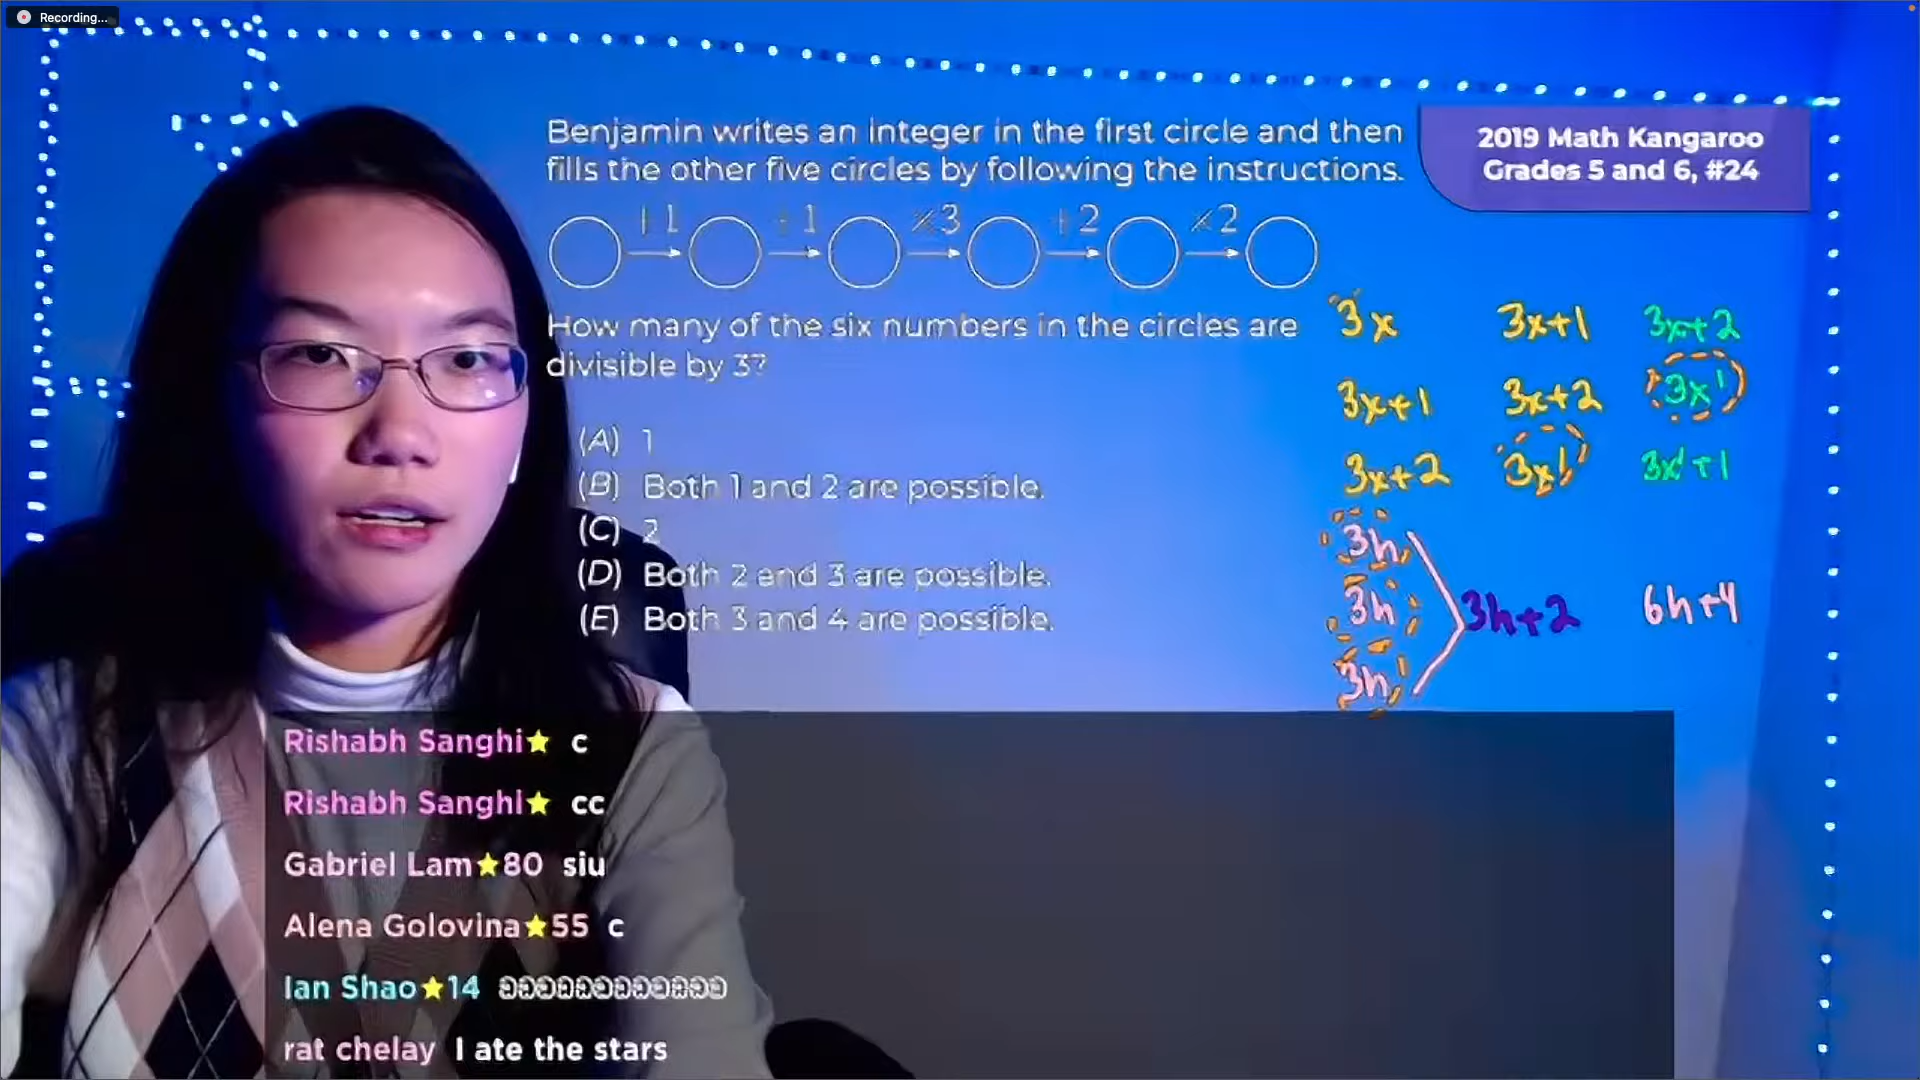 Recording...
Benjamin writes an integer in the first circle and then
fills the other five circles by following the instructions.
2019 Math Kangaroo
Grades 5 and 6, #24
+1 +1 ×3 +2 ×2
How many of the six numbers in the circles are
divisible by 3?
(A) 1
(B) Both 1 and 2 are possible.
(C) 2
(D) Both 2 and 3 are possible.
(E) Both 3 and 4 are possible.
3x 3x+1 3x+2
3x+1 3x+2 3x'
3x+2 3x' 3x'+1
3n
3n 3n+2 6n+4
3n
Rishabh Sanghi★ c
Rishabh Sanghi★ cc
Gabriel Lam★80 siu
Alena Golovina★55 c
Ian Shao★14
rat chelay I ate the stars